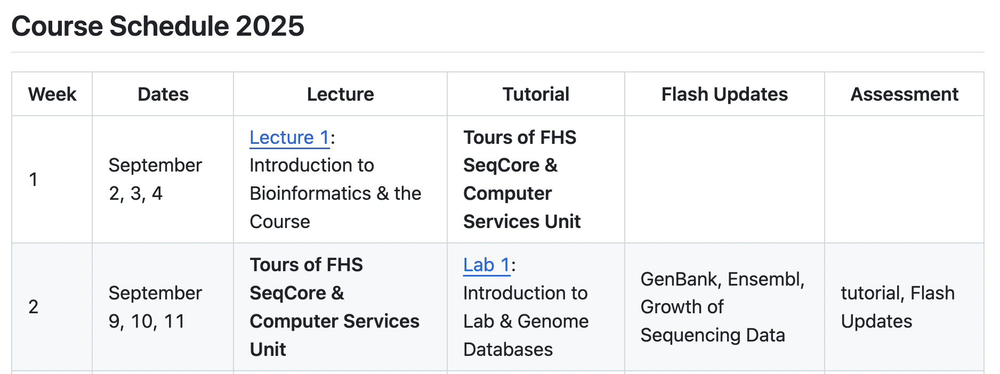 Course Schedule 2025
Week Dates Lecture Tutorial Flash Updates Assessment
1
September
2, 3, 4
Lecture 1:
Introduction to
Bioinformatics & the
Course
Tours of FHS
SeqCore &
Computer
Services Unit
2
September
9, 10, 11
Tours of FHS
SeqCore &
Computer Services
Unit
Lab 1:
Introduction to
Lab & Genome
Databases
GenBank, Ensembl,
Growth of
Sequencing Data
tutorial, Flash
Updates